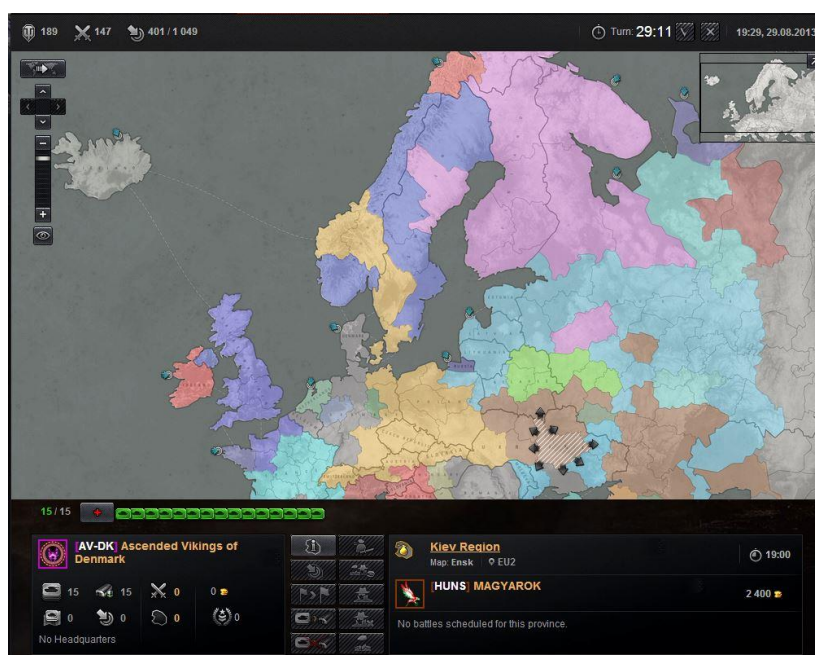 189 147 401 / 1 049 Turn: 29:11 19:29, 29.08.2013
15 / 15
[AV-DK] Ascended Vikings of
Denmark
15 15 0 0
0 0 0 0
No Headquarters
Kiev Region
Map: Ensk EU2
19:00
[HUNS] MAGYAROK
2 400
No battles scheduled for this province.